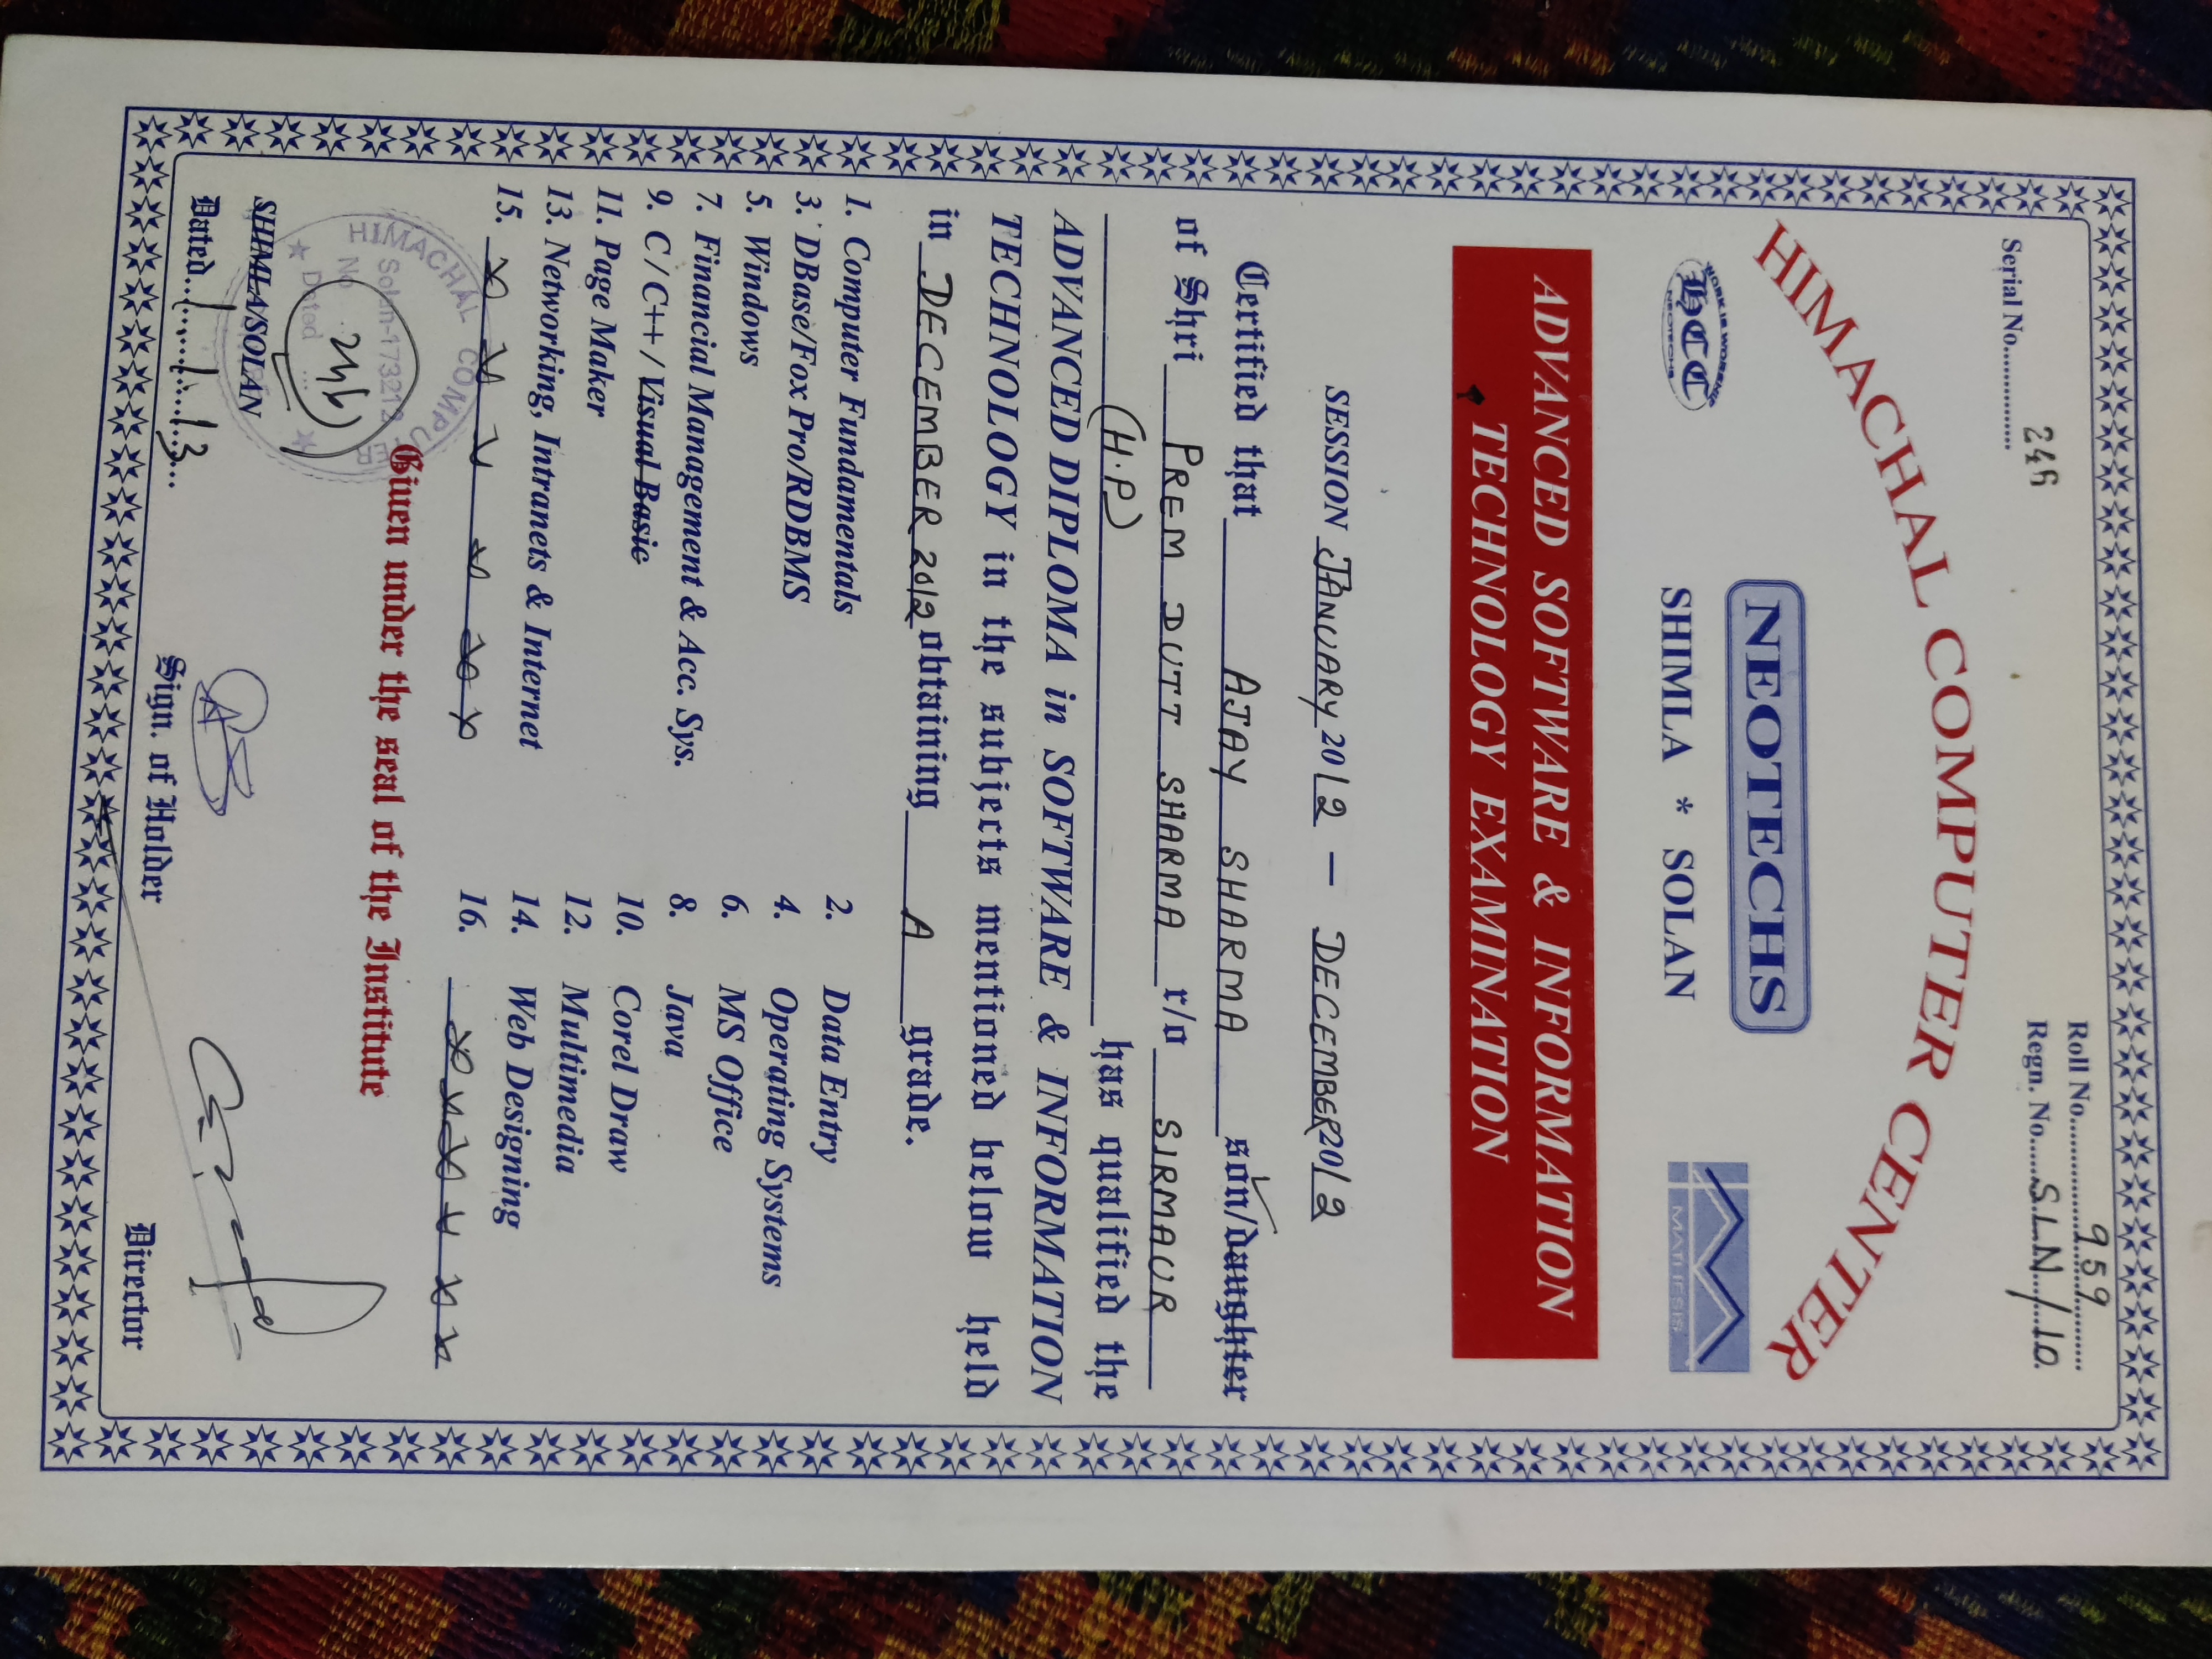 Roll No. 959
Serial No. 246
Regn. No. SLN/10
HIMACHAL COMPUTER CENTER
NEOTECHS
WORK IS WORSHIP
HCC
NEOTECHS
SHIMLA * SOLAN
MATHESIS
ADVANCED SOFTWARE & INFORMATION
TECHNOLOGY EXAMINATION
SESSION JANUARY 2012 — DECEMBER 2012
Certified that AJAY SHARMA son/daughter
of Shri PREM DUTT SHARMA r/o SIRMAUR
(H.P) has qualified the
ADVANCED DIPLOMA in SOFTWARE & INFORMATION
TECHNOLOGY in the subjects mentioned below held
in DECEMBER 2012 obtaining A grade.
1. Computer Fundamentals
2. Data Entry
3. DBase/Fox Pro/RDBMS
4. Operating Systems
5. Windows
6. MS Office
7. Financial Management & Acc. Sys.
8. Java
9. C / C++ / Visual Basic
10. Corel Draw
11. Page Maker
12. Multimedia
13. Networking, Intranets & Internet
14. Web Designing
15.
16.
HIMACHAL COMPUTER
Solan-173212
No 246
Dated ...
Given under the seal of the Institute
SHIMLA/SOLAN
Dated 1.1.13
Sign. of Holder
Director